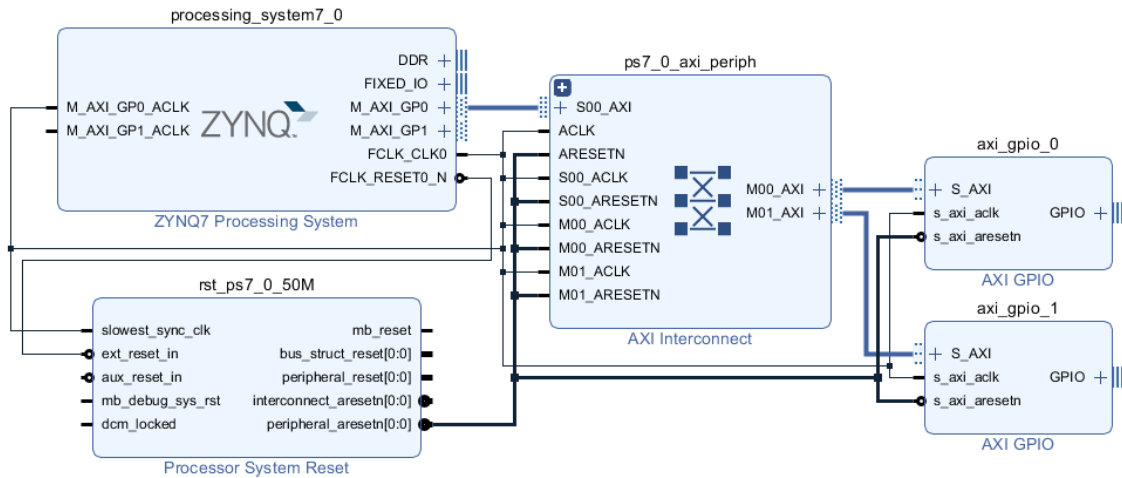 processing_system7_0
DDR
FIXED_IO
M_AXI_GP0_ACLK
M_AXI_GP0
M_AXI_GP1_ACLK
M_AXI_GP1
ZYNQ
FCLK_CLK0
FCLK_RESET0_N
ZYNQ7 Processing System
rst_ps7_0_50M
slowest_sync_clk
mb_reset
ext_reset_in
bus_struct_reset[0:0]
aux_reset_in
peripheral_reset[0:0]
mb_debug_sys_rst
interconnect_aresetn[0:0]
dcm_locked
peripheral_aresetn[0:0]
Processor System Reset
ps7_0_axi_periph
S00_AXI
ACLK
ARESETN
S00_ACLK
S00_ARESETN
M00_ACLK
M00_ARESETN
M01_ACLK
M01_ARESETN
M00_AXI
M01_AXI
AXI Interconnect
axi_gpio_0
S_AXI
s_axi_aclk
GPIO
s_axi_aresetn
AXI GPIO
axi_gpio_1
S_AXI
s_axi_aclk
GPIO
s_axi_aresetn
AXI GPIO